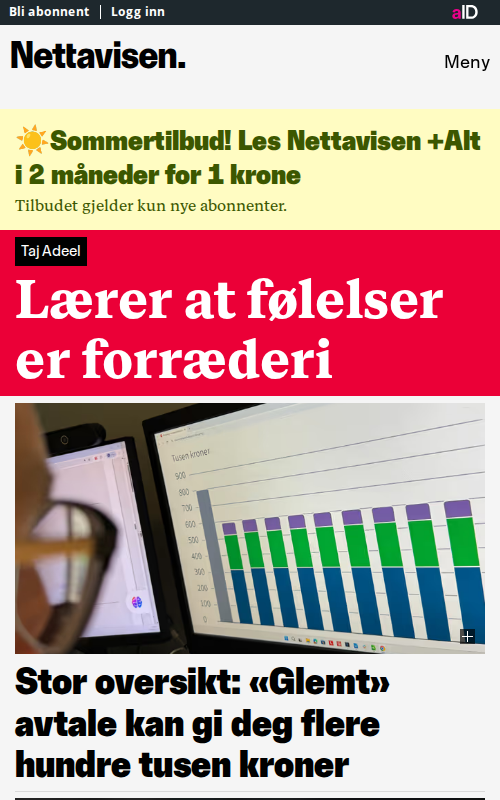 Bli abonnent | Logg inn
aID
Nettavisen.
Meny
☀️Sommertilbud! Les Nettavisen +Alt
i 2 måneder for 1 krone
Tilbudet gjelder kun nye abonnenter.
Taj Adeel
Lærer at følelser
er forræderi
Tusen kroner
900
800
700
600
500
400
300
200
100
0
Stor oversikt: «Glemt»
avtale kan gi deg flere
hundre tusen kroner